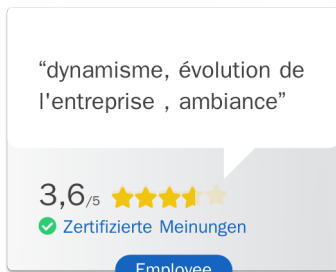 “dynamisme, évolution de
l'entreprise , ambiance”
3,6/5
Zertifizierte Meinungen
Employee